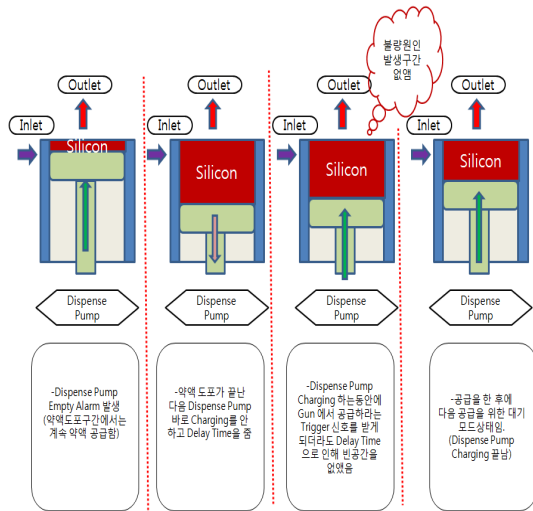 불량원인
발생구간
없앰
Outlet
Outlet
Outlet
Outlet
Inlet
Inlet
Inlet
Inlet
Silicon
Silicon
Silicon
Silicon
Dispense
Pump
Dispense
Pump
Dispense
Pump
Dispense
Pump
-Dispense Pump
Empty Alarm 발생
(약액도포구간에서는
계속 약액 공급함)
-약액 도포가 끝난
다음 Dispense Pump
바로 Charging를 안
하고 Delay Time을 줌
-Dispense Pump
Charging 하는동안에
Gun 에서 공급하라는
Trigger 신호를 받게
되더라도 Delay Time
으로 인해 빈공간을
없앴음
-공급을 한 후에
다음 공급을 위한 대기
모드상태임.
(Dispense Pump
Charging 끝남)